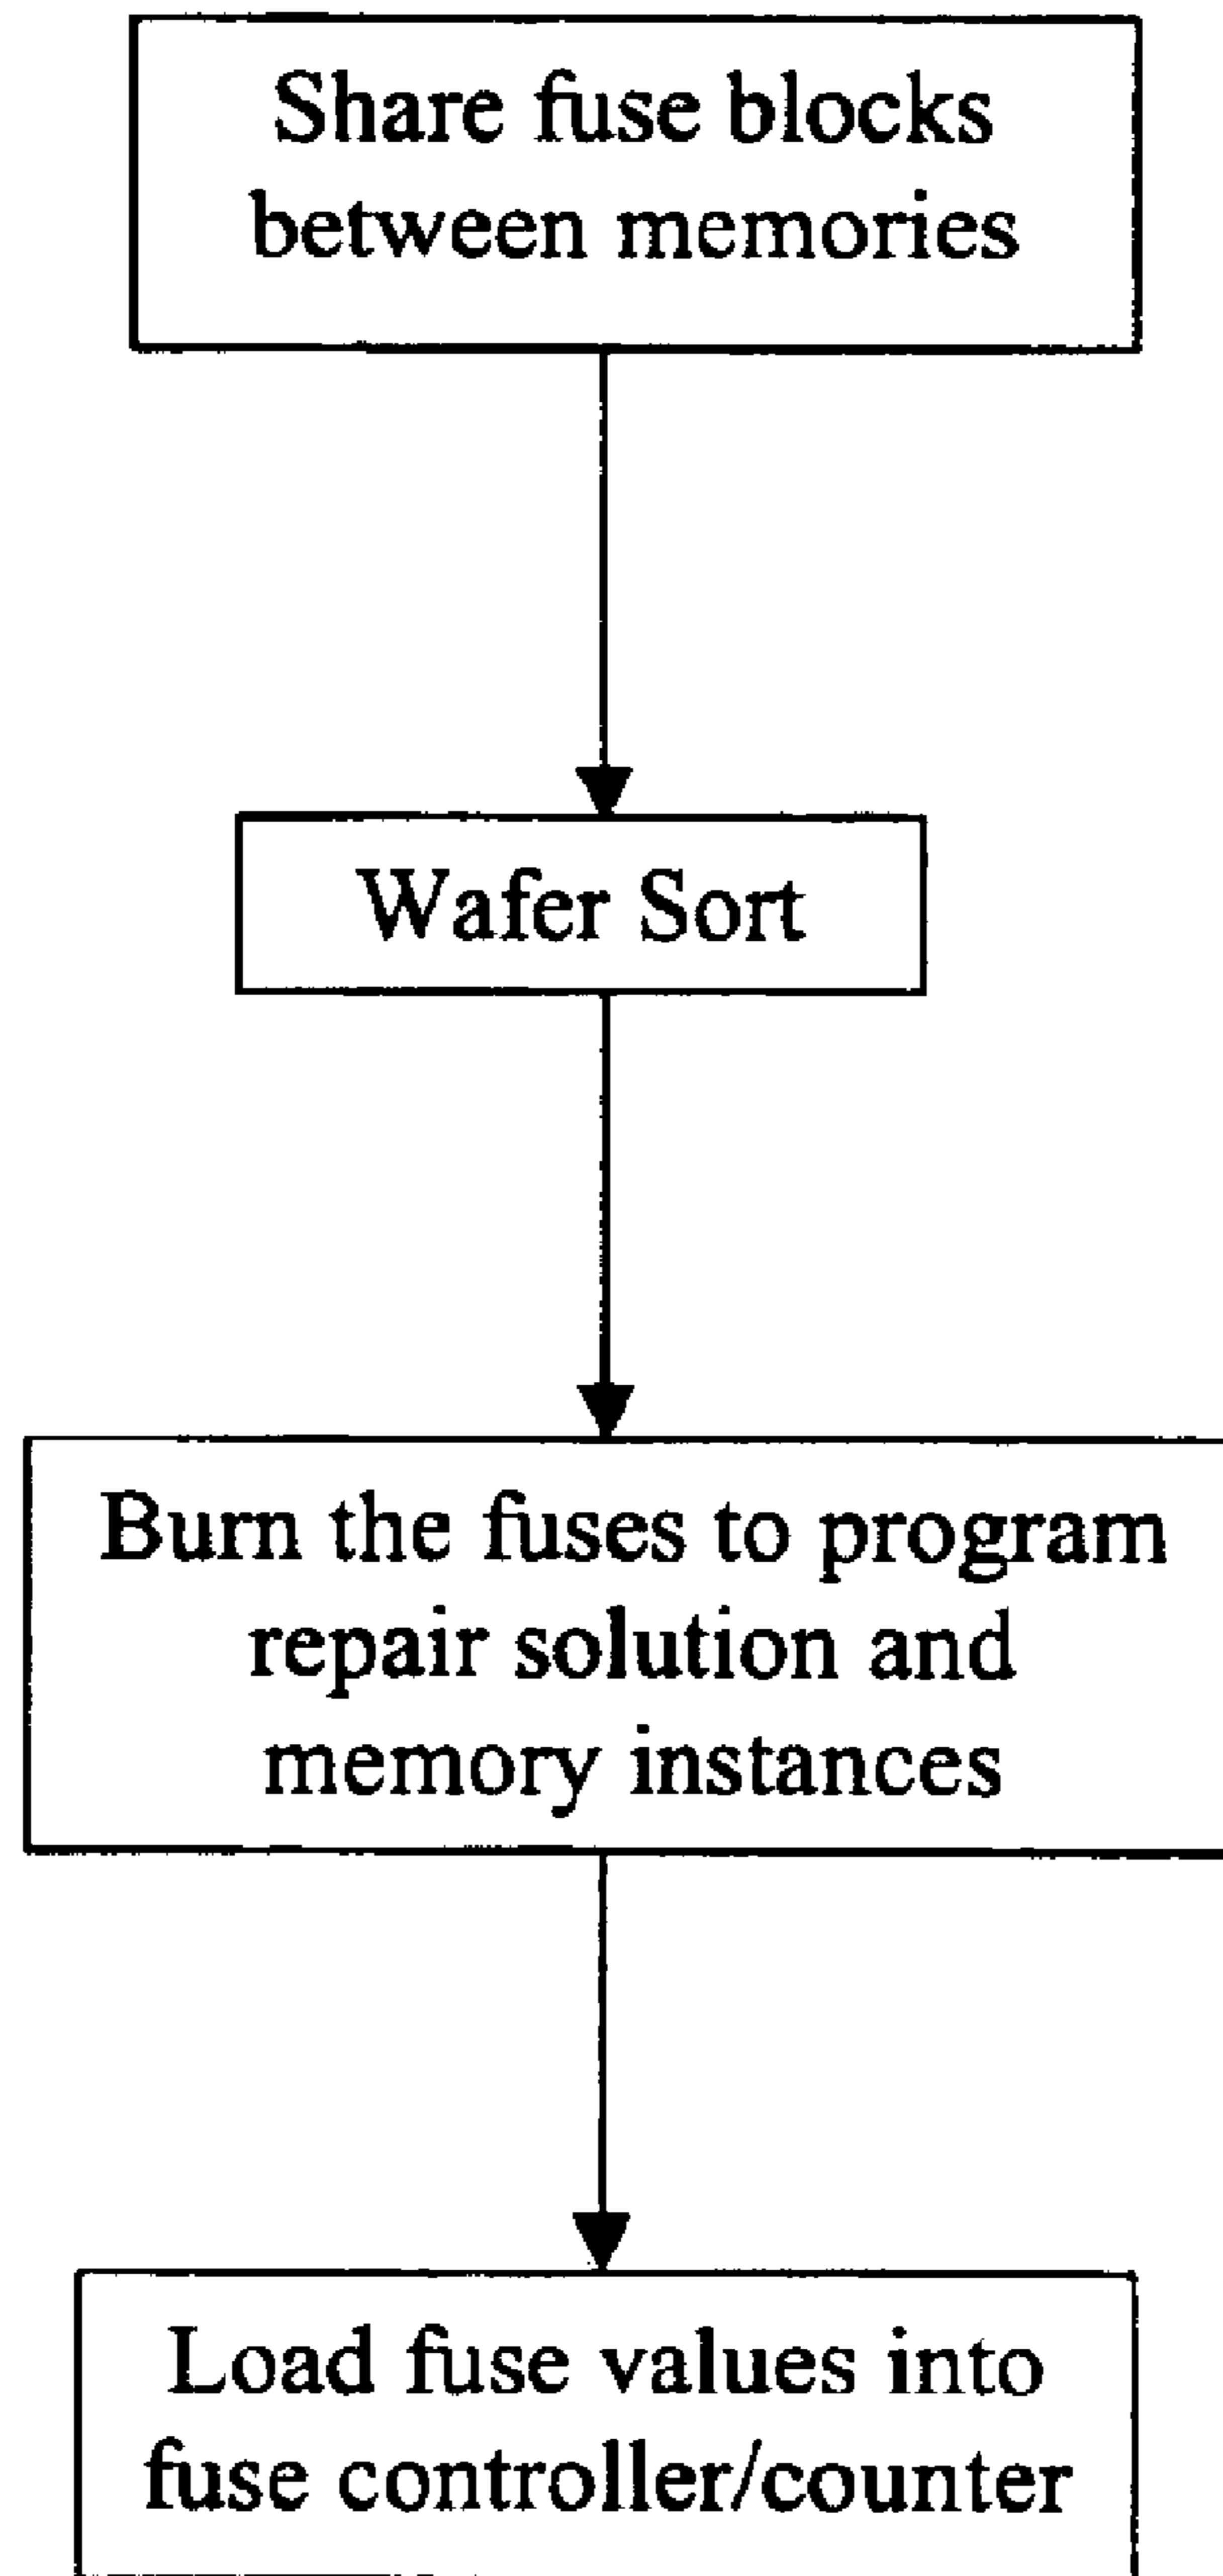 Share fuse blocks
between memories
Wafer Sort
Burn the fuses to program
repair solution and
memory instances
Load fuse values into
fuse controller/counter